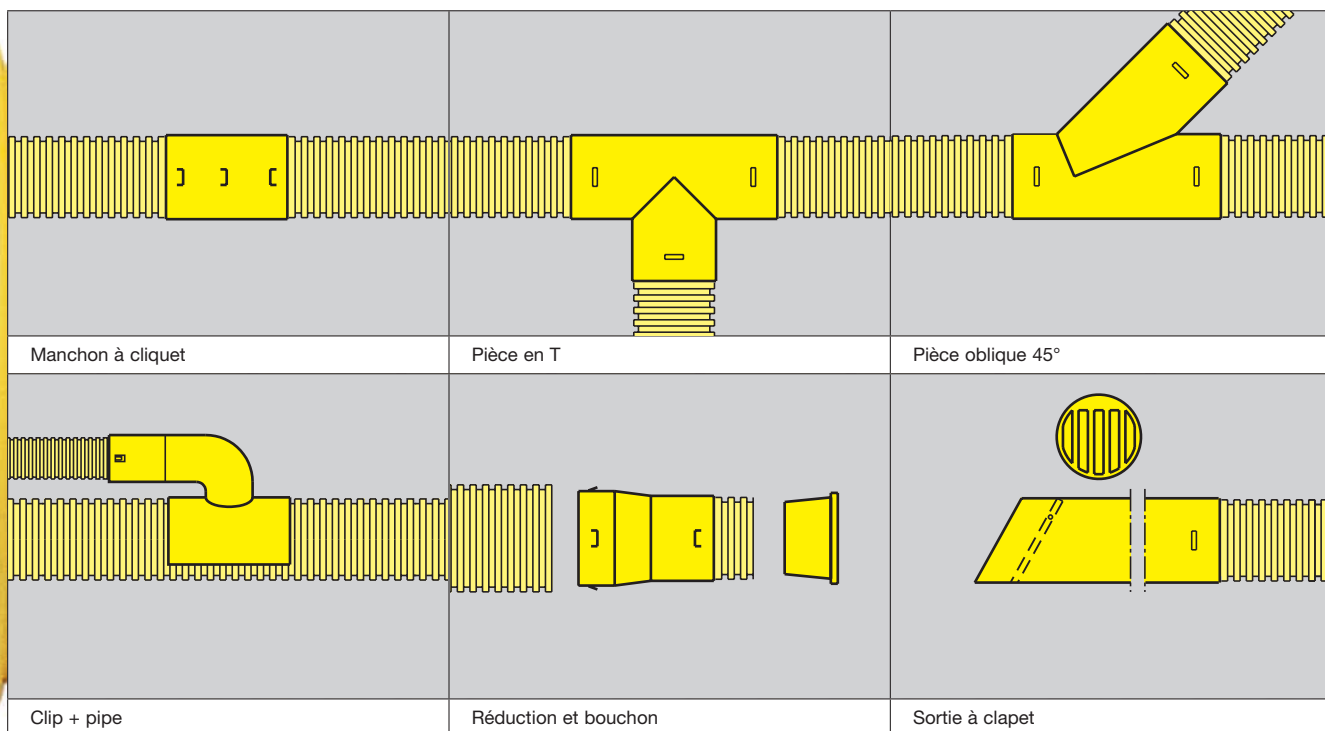 Manchon à cliquet
Pièce en T
Pièce oblique 45°
Clip + pipe
Réduction et bouchon
Sortie à clapet